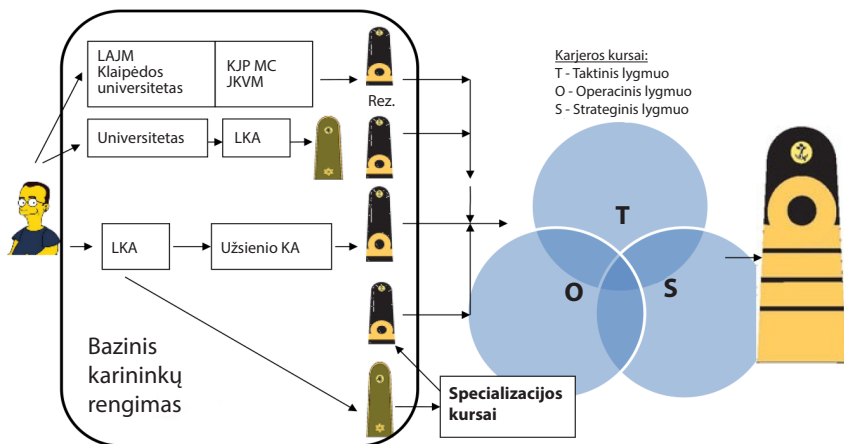 LAJM
Klaipėdos
universitetas
KJP MC
JKVM
Rez.
Universitetas
LKA
LKA
Užsienio KA
Bazinis
karininkų
rengimas
Specializacijos
kursai
Karjeros kursai:
T - Taktinis lygmuo
O - Operacinis lygmuo
S - Strateginis lygmuo
T
O
S